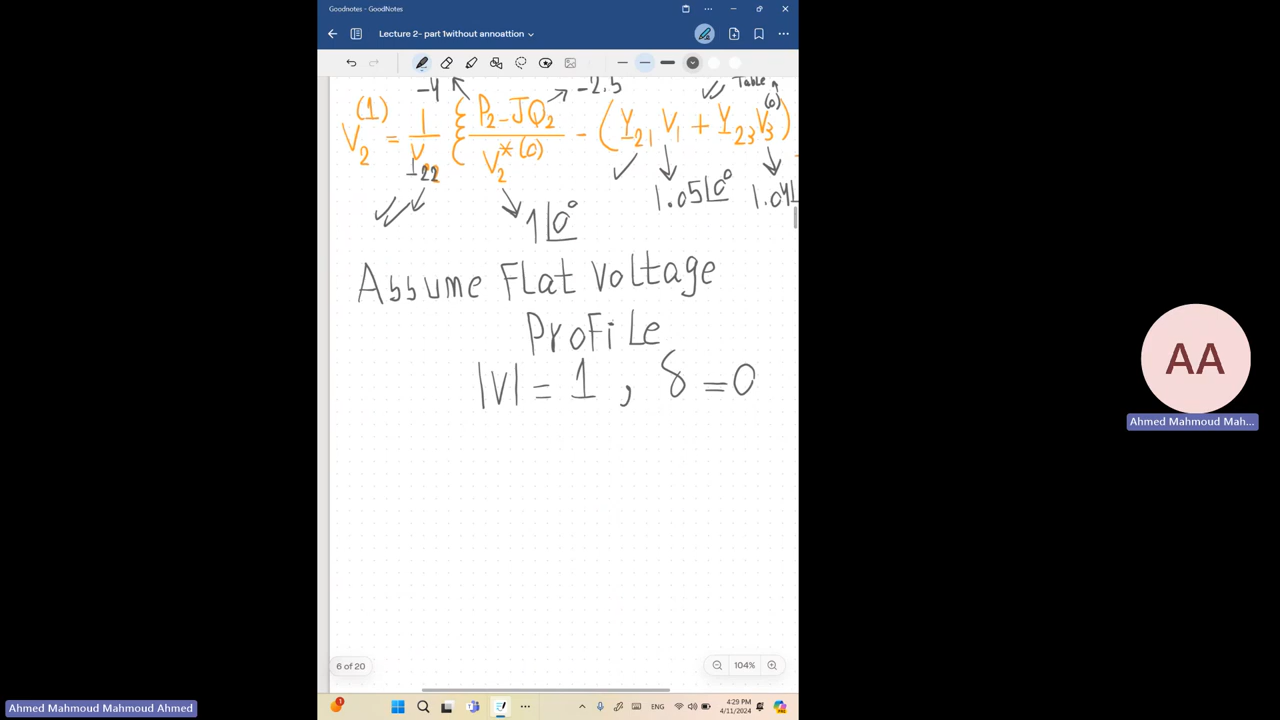 Goodnotes - GoodNotes
Lecture 2- part 1without annoattion
-4
-2.5
Table
V₂⁽¹⁾ = 1/Y₂₂ { P₂-JQ₂ / V₂*⁽⁰⁾ - (Y₂₁ V₁ + Y₂₃ V₃⁽⁰⁾)
1∠0°
1.05∠0°
1.04∠
Assume Flat Voltage
Profile
|V| = 1 , δ = 0
AA
Ahmed Mahmoud Mah...
6 of 20
104%
Ahmed Mahmoud Mahmoud Ahmed
1
ENG
4:29 PM
4/11/2024